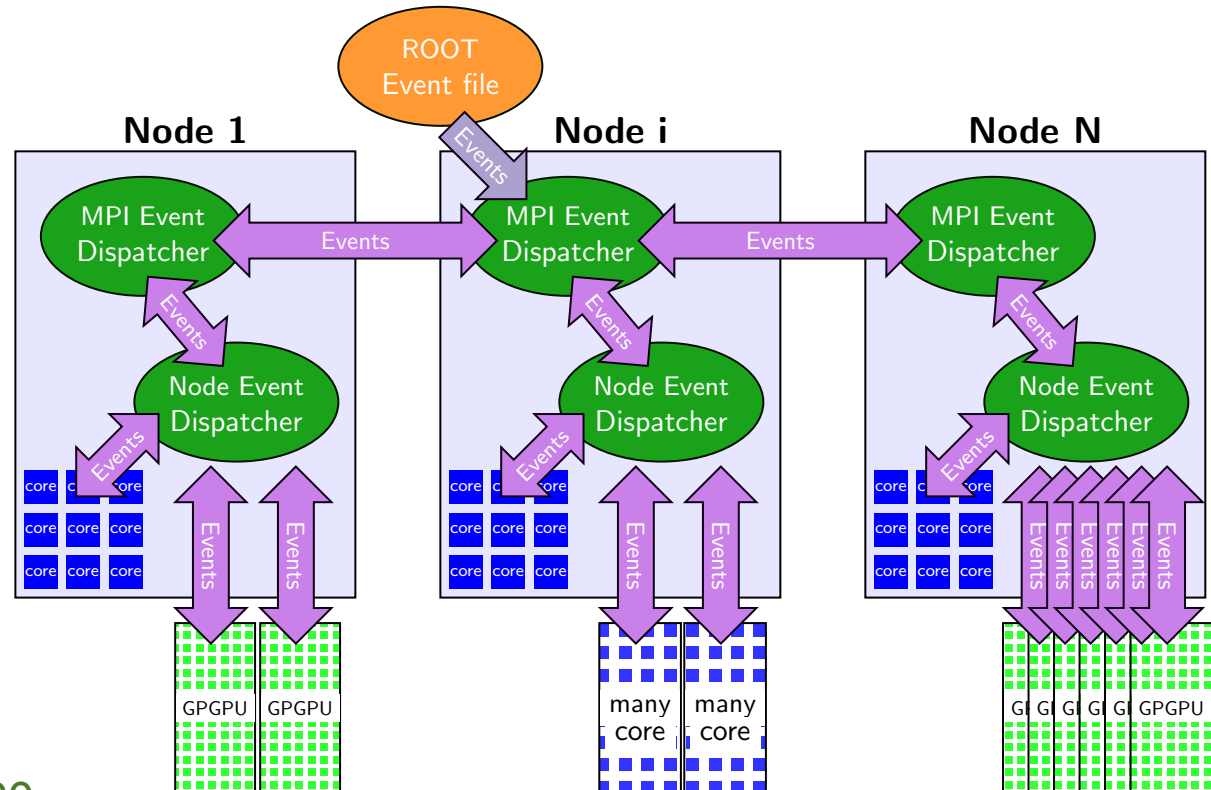 ROOT
Event file
Events
Node 1
Node i
Node N
MPI Event
Dispatcher
Events
MPI Event
Dispatcher
Events
MPI Event
Dispatcher
Events
Events
Events
Node Event
Dispatcher
Node Event
Dispatcher
Node Event
Dispatcher
Events
Events
Events
core core
core core core
core core core
core core
core core core
core core core
core core
core core core
core core core
Events
Events
Events
Events
Events
Events
Events
Events
Events
Events
GPGPU
GPGPU
many
core
many
core
GPGPU